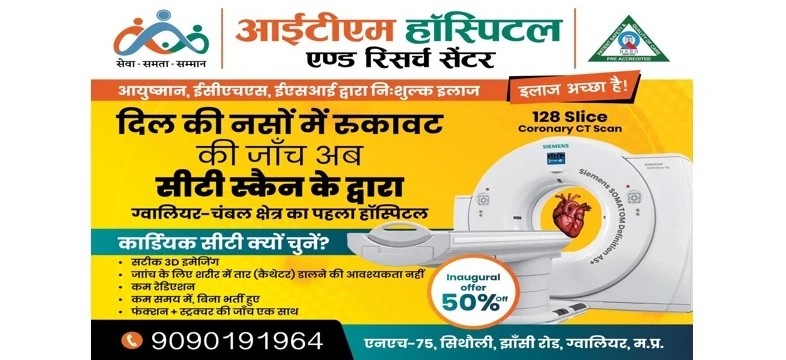 आईटीएम हॉस्पिटल
एण्ड रिसर्च सेंटर
सेवा - समता - सम्मान
NABH
PRE ACCREDITED
आयुष्मान, ईसीएचएस, ईएसआई द्वारा निःशुल्क इलाज
इलाज अच्छा है!
दिल की नसों में रुकावट
की जाँच अब
सीटी स्कैन के द्वारा
ग्वालियर-चंबल क्षेत्र का पहला हॉस्पिटल
128 Slice
Coronary CT Scan
SIEMENS
Siemens SOMATOM Definition AS+
कार्डियक सीटी क्यों चुनें?
• सटीक 3D इमेजिंग
• जाांच के लिए शरीर में तार (कैथेटर) डालने की आवश्यकता नहीं
• कम रेडिएशन
• कम समय में, बिना भर्ती हुए
• फंक्शन + स्ट्रक्चर की जाँच एक साथ
Inaugural
offer
50% Off
9090191964
एनएच-75, सिथौली, झाँसी रोड, ग्वालियर, म.प्र.